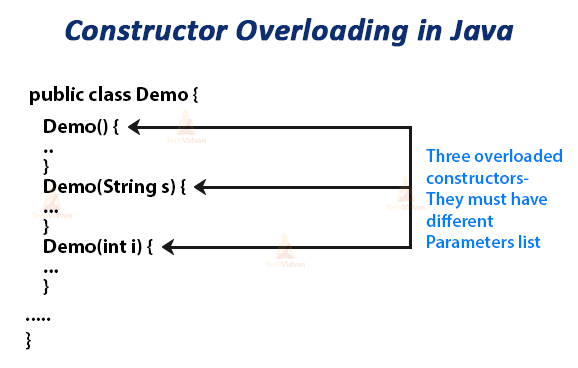 Constructor Overloading in Java
public class Demo {
Demo() {
..
}
Demo(String s) {
...
}
Demo(int i) {
...
}
.....
}
Three overloaded
constructors-
They must have
different
Parameters list